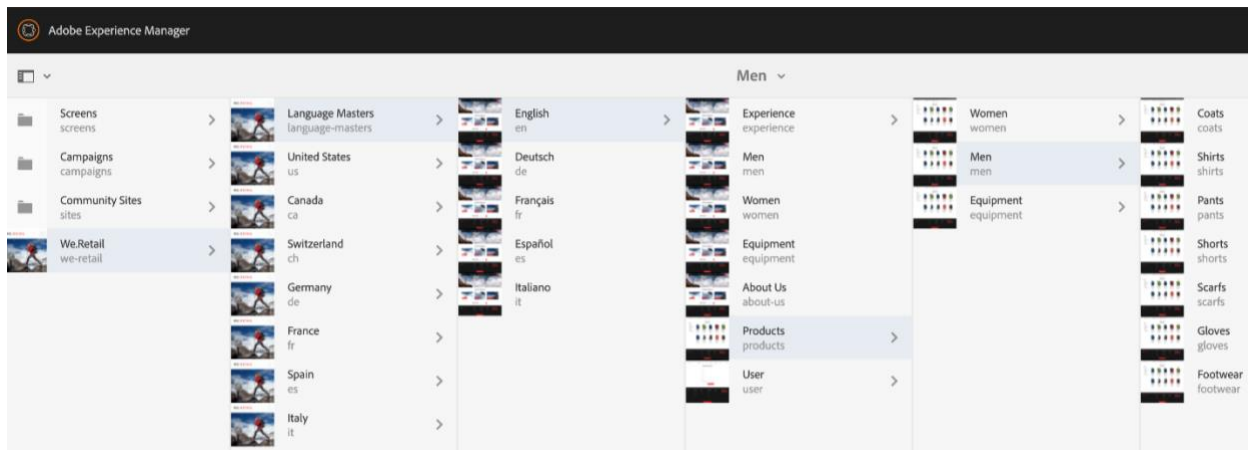 Adobe Experience Manager
Men
Screens
screens
Campaigns
campaigns
Community Sites
sites
We.Retail
we-retail
Language Masters
language-masters
United States
us
Canada
ca
Switzerland
ch
Germany
de
France
fr
Spain
es
Italy
it
English
en
Deutsch
de
Français
fr
Español
es
Italiano
it
Experience
experience
Men
men
Women
women
Equipment
equipment
About Us
about-us
Products
products
User
user
Women
women
Men
men
Equipment
equipment
Coats
coats
Shirts
shirts
Pants
pants
Shorts
shorts
Scarfs
scarfs
Gloves
gloves
Footwear
footwear